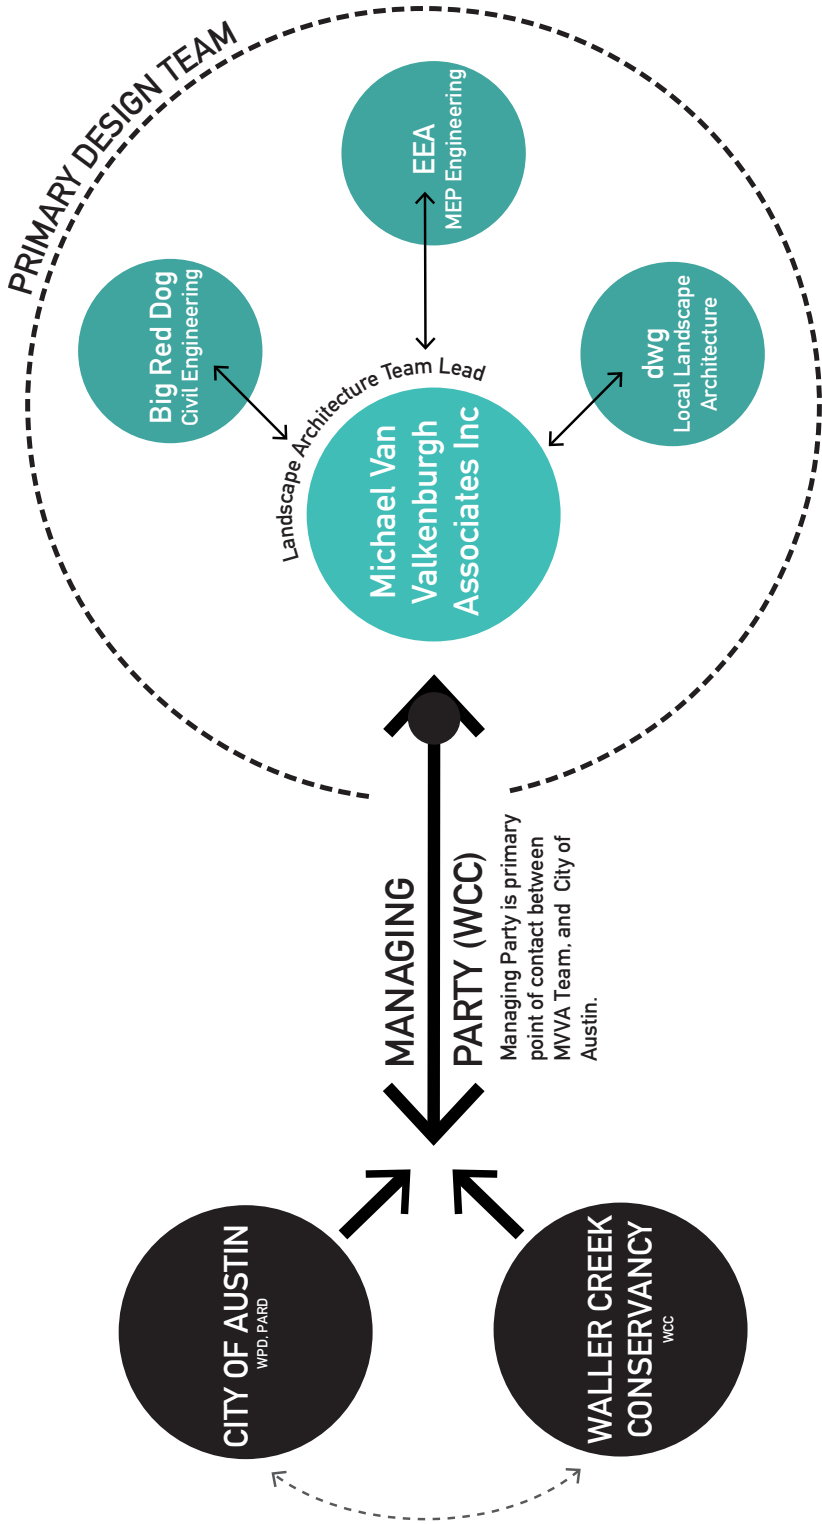 CITY OF AUSTIN
WPD, PARD
WALLER CREEK
CONSERVANCY
WCC
MANAGING
PARTY (WCC)
Managing Party is primary
point of contact between
MVVA Team, and City of
Austin.
PRIMARY DESIGN TEAM
Landscape Architecture Team Lead
Michael Van
Valkenburgh
Associates Inc
Big Red Dog
Civil Engineering
EEA
MEP Engineering
dwg
Local Landscape
Architecture